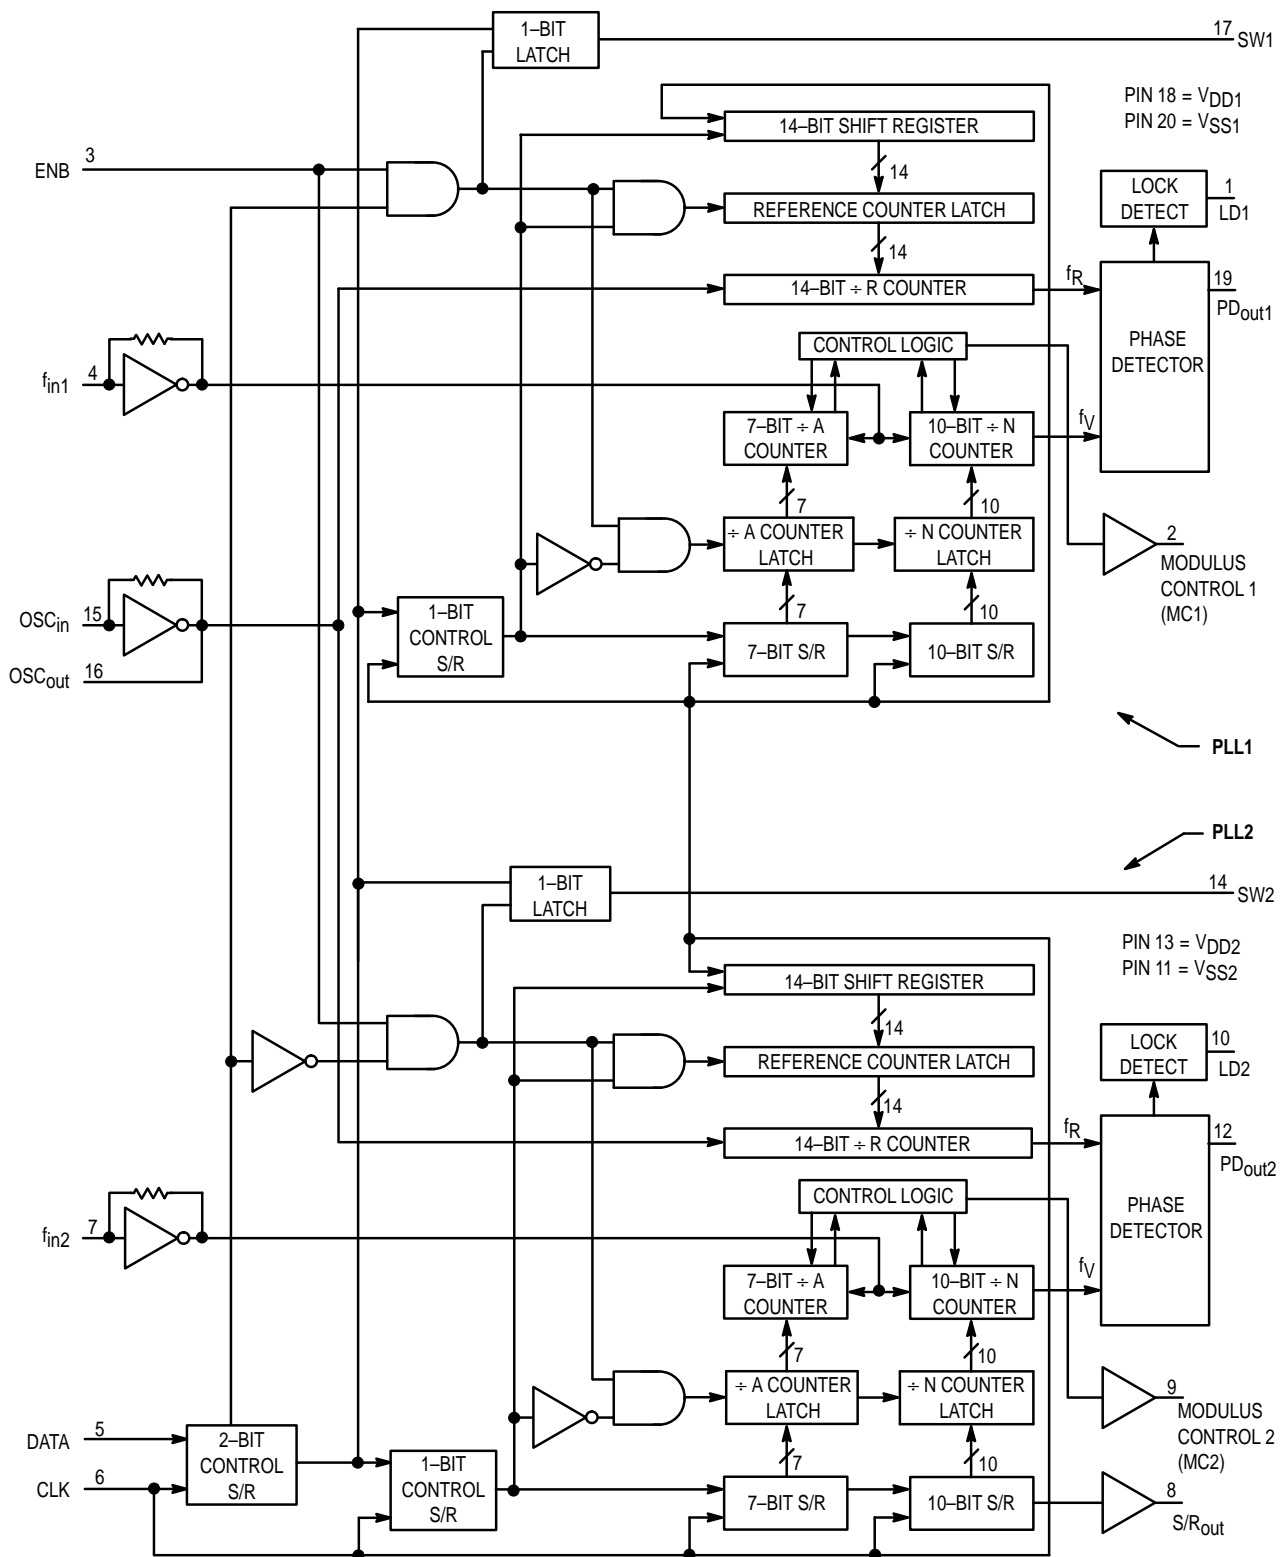 1–BIT
LATCH
17
SW1
PIN 18 = VDD1
PIN 20 = VSS1
14–BIT SHIFT REGISTER
14
ENB
3
REFERENCE COUNTER LATCH
14
LOCK
DETECT
1
LD1
14–BIT ÷ R COUNTER
fR
19
PDout1
PHASE
DETECTOR
CONTROL LOGIC
fin1
4
7–BIT ÷ A
COUNTER
10–BIT ÷ N
COUNTER
fV
7
10
÷ A COUNTER
LATCH
÷ N COUNTER
LATCH
2
MODULUS
CONTROL 1
(MC1)
7
10
OSCin
15
OSCout
16
1–BIT
CONTROL
S/R
7–BIT S/R
10–BIT S/R
PLL1
PLL2
1–BIT
LATCH
14
SW2
PIN 13 = VDD2
PIN 11 = VSS2
14–BIT SHIFT REGISTER
14
REFERENCE COUNTER LATCH
14
LOCK
DETECT
10
LD2
14–BIT ÷ R COUNTER
fR
12
PDout2
PHASE
DETECTOR
CONTROL LOGIC
fin2
7
7–BIT ÷ A
COUNTER
10–BIT ÷ N
COUNTER
fV
7
10
÷ A COUNTER
LATCH
÷ N COUNTER
LATCH
9
MODULUS
CONTROL 2
(MC2)
7
10
DATA
5
CLK
6
2–BIT
CONTROL
S/R
1–BIT
CONTROL
S/R
7–BIT S/R
10–BIT S/R
8
S/Rout